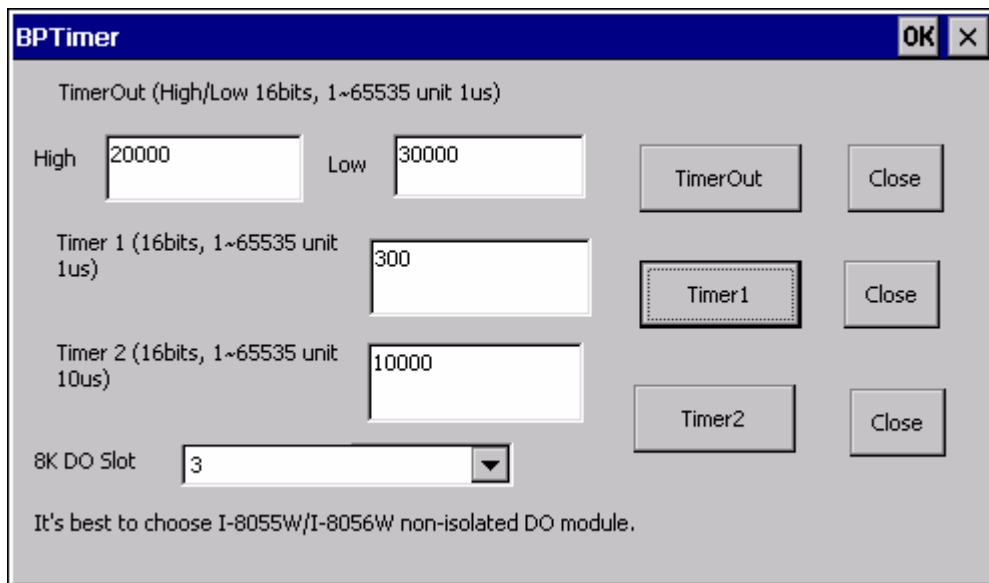 BPTimer OK ×
TimerOut (High/Low 16bits, 1~65535 unit 1us)
High 20000 Low 30000 TimerOut Close
Timer 1 (16bits, 1~65535 unit
1us)
300 Timer1 Close
Timer 2 (16bits, 1~65535 unit
10us)
10000 Timer2 Close
8K DO Slot 3
It's best to choose I-8055W/I-8056W non-isolated DO module.